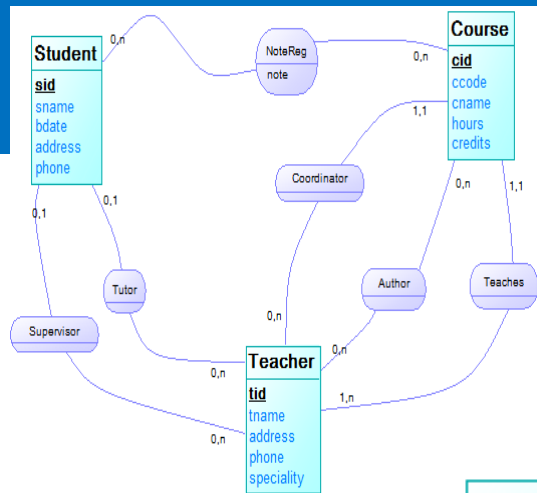 Student
sid
sname
bdate
address
phone
0,n
NoteReg
note
0,n
Course
cid
ccode
cname
hours
credits
0,1
0,1
1,1
0,n
1,1
Coordinator
Tutor
Author
Teaches
Supervisor
0,n
0,n
0,n
1,n
0,n
Teacher
tid
tname
address
phone
speciality